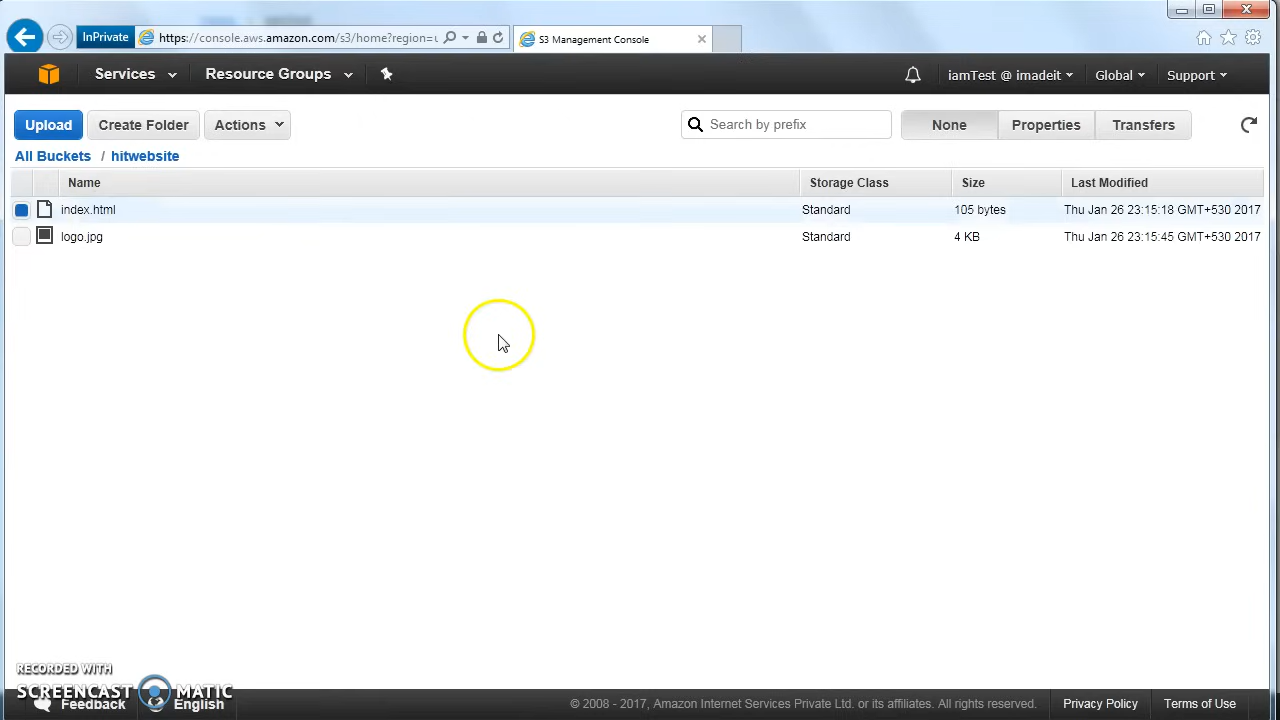 InPrivate https://console.aws.amazon.com/s3/home?region=u S3 Management Console
Services Resource Groups iamTest @ imadeit Global Support
Upload Create Folder Actions Search by prefix None Properties Transfers
All Buckets / hitwebsite
Name Storage Class Size Last Modified
index.html Standard 105 bytes Thu Jan 26 23:15:18 GMT+530 2017
logo.jpg Standard 4 KB Thu Jan 26 23:15:45 GMT+530 2017
RECORDED WITH
SCREENCAST MATIC
Feedback English © 2008 - 2017, Amazon Internet Services Private Ltd. or its affiliates. All rights reserved. Privacy Policy Terms of Use